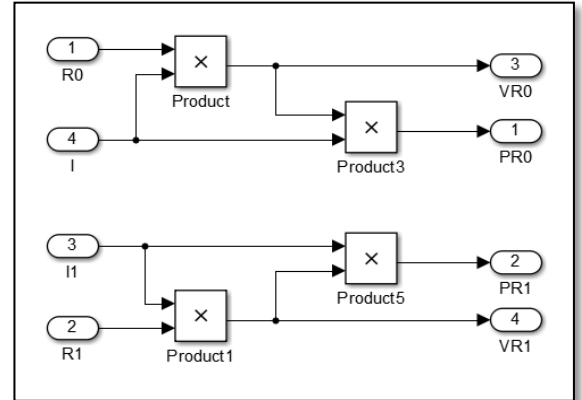 1
R0
×
Product
3
VR0
4
I
×
Product3
1
PR0
3
I1
×
Product5
2
PR1
2
R1
×
Product1
4
VR1